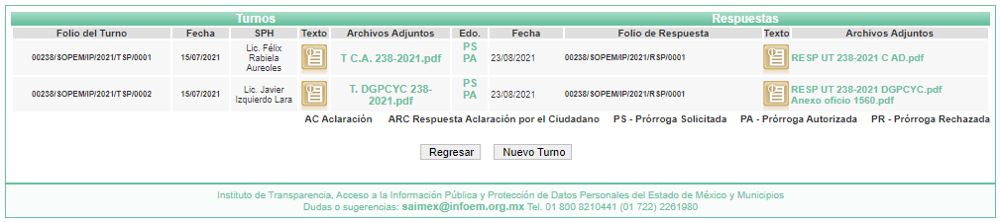 Turnos Respuestas
Folio del Turno Fecha SPH Texto Archivos Adjuntos Edo. Fecha Folio de Respuesta Texto Archivos Adjuntos
00238/SOPEM/IP/2021/TSP/0001 15/07/2021 Lic. Félix Rabiela Aureoles T C.A. 238-2021.pdf PS PA 23/08/2021 00238/SOPEM/IP/2021/RSP/0001 RESP UT 238-2021 C AD.pdf
00238/SOPEM/IP/2021/TSP/0002 15/07/2021 Lic. Javier Izquierdo Lara T. DGPCYC 238-2021.pdf PS PA 23/08/2021 00238/SOPEM/IP/2021/RSP/0001 RESP UT 238-2021 DGPCYC.pdf
Anexo oficio 1560.pdf
AC Aclaración ARC Respuesta Aclaración por el Ciudadano PS - Prórroga Solicitada PA - Prórroga Autorizada PR - Prórroga Rechazada
Regresar Nuevo Turno
Instituto de Transparencia, Acceso a la Información Pública y Protección de Datos Personales del Estado de México y Municipios
Dudas o sugerencias: saimex@infoem.org.mx Tel. 01 800 8210441 (01 722) 2261980